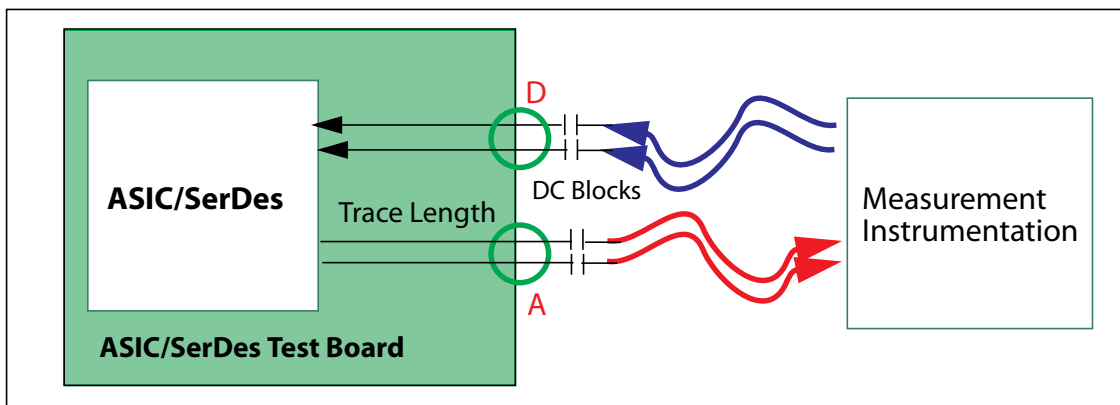 D
DC Blocks
ASIC/SerDes
Trace Length
A
ASIC/SerDes Test Board
Measurement
Instrumentation